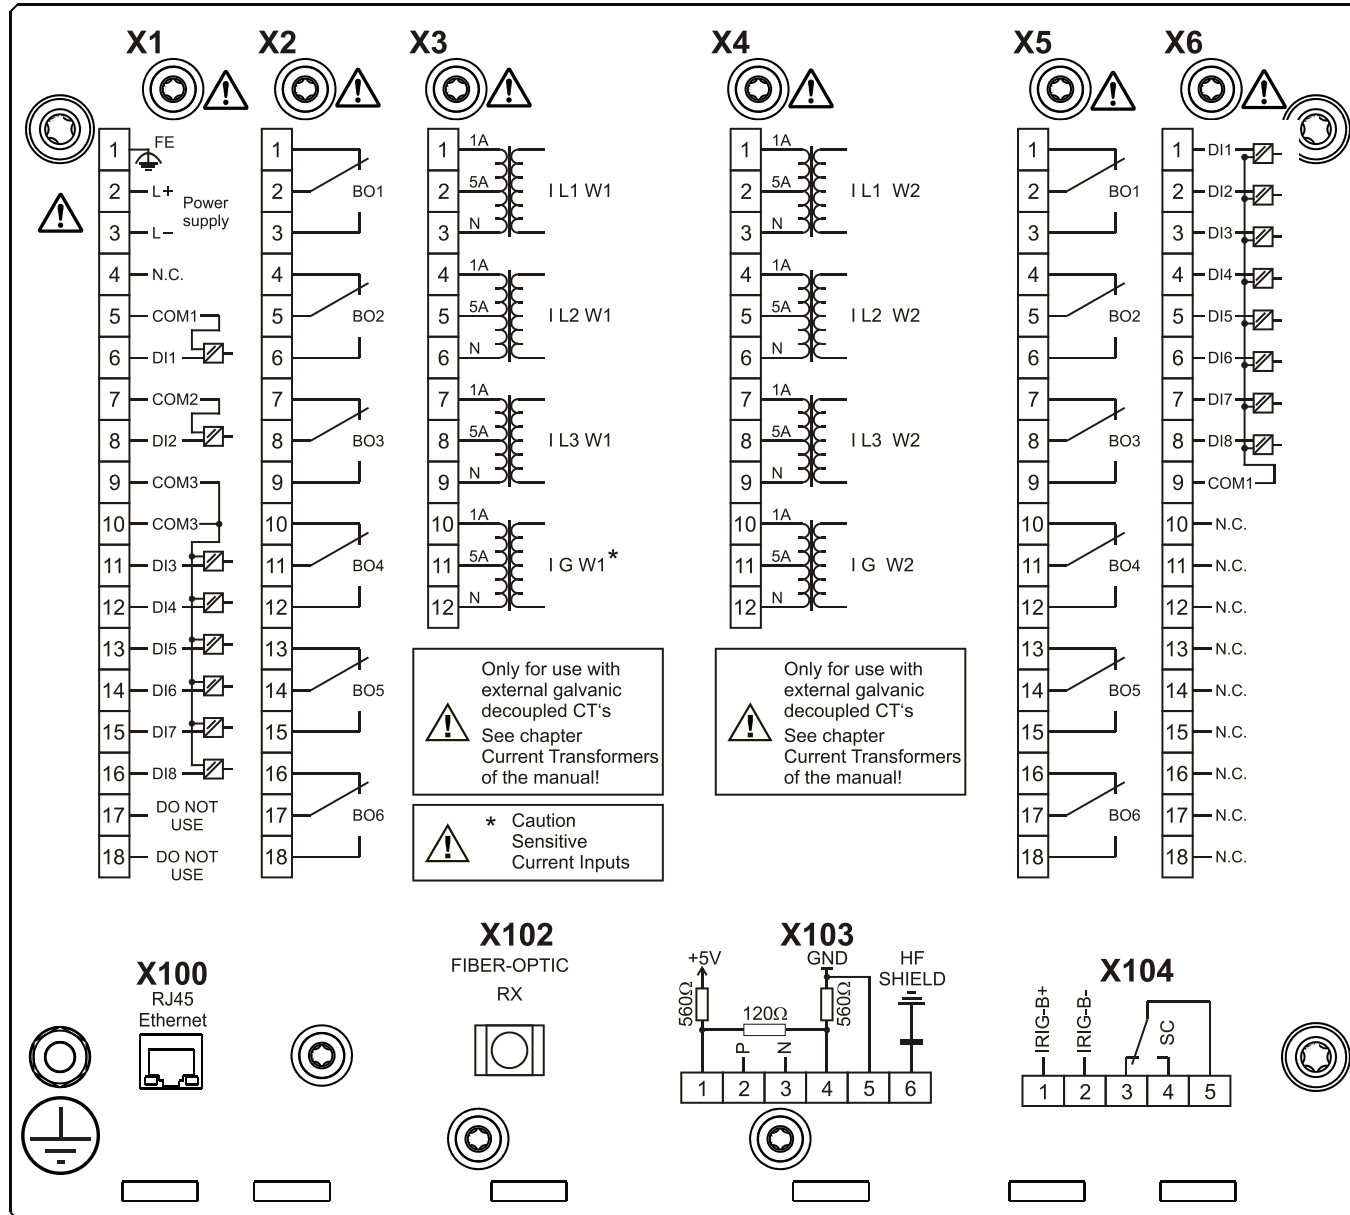 X1 X2 X3 X4 X5 X6
1 FE
2 L+
Power
supply
3 L−
4 N.C.
5 COM1
6 DI1
7 COM2
8 DI2
9 COM3
10 COM3
11 DI3
12 DI4
13 DI5
14 DI6
15 DI7
16 DI8
17 DO NOT
USE
18 DO NOT
USE
1
2 BO1
3
4
5 BO2
6
7
8 BO3
9
10
11 BO4
12
13
14 BO5
15
16
17 BO6
18
1 1A
2 5A I L1 W1
3 N
4 1A
5 5A I L2 W1
6 N
7 1A
8 5A I L3 W1
9 N
10 1A
11 5A I G W1*
12 N
Only for use with
external galvanic
decoupled CT‘s
See chapter
Current Transformers
of the manual!
* Caution
Sensitive
Current Inputs
1 1A
2 5A I L1 W2
3 N
4 1A
5 5A I L2 W2
6 N
7 1A
8 5A I L3 W2
9 N
10 1A
11 5A I G W2
12 N
Only for use with
external galvanic
decoupled CT‘s
See chapter
Current Transformers
of the manual!
1
2 BO1
3
4
5 BO2
6
7
8 BO3
9
10
11 BO4
12
13
14 BO5
15
16
17 BO6
18
1 DI1
2 DI2
3 DI3
4 DI4
5 DI5
6 DI6
7 DI7
8 DI8
9 COM1
10 N.C.
11 N.C.
12 N.C.
13 N.C.
14 N.C.
15 N.C.
16 N.C.
17 N.C.
18 N.C.
X100
RJ45
Ethernet
X102
FIBER-OPTIC
RX
X103
+5V GND HF
SHIELD
560Ω 120Ω 560Ω
P N
1 2 3 4 5 6
X104
IRIG-B+ IRIG-B- SC
1 2 3 4 5